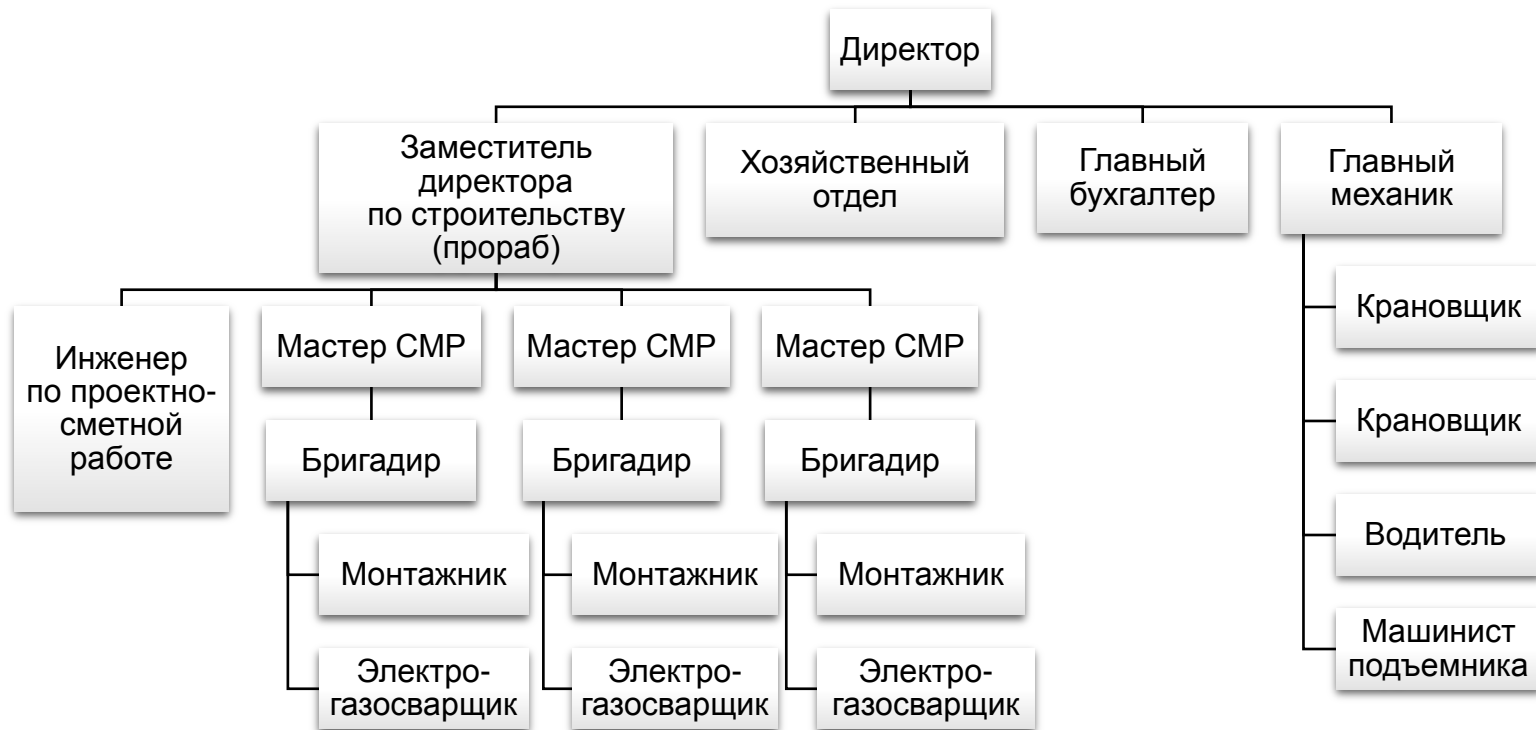 Директор
Заместитель
директора
по строительству
(прораб)
Хозяйственный
отдел
Главный
бухгалтер
Главный
механик
Инженер
по проектно-
сметной
работе
Мастер СМР
Мастер СМР
Мастер СМР
Бригадир
Бригадир
Бригадир
Монтажник
Монтажник
Монтажник
Электро-
газосварщик
Электро-
газосварщик
Электро-
газосварщик
Крановщик
Крановщик
Водитель
Машинист
подъемника